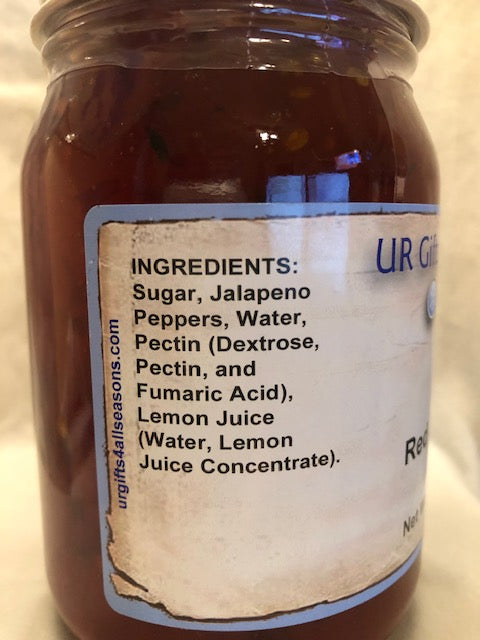 INGREDIENTS:
Sugar, Jalapeno
Peppers, Water,
Pectin (Dextrose,
Pectin, and
Fumaric Acid),
Lemon Juice
(Water, Lemon
Juice Concentrate).
urgifts4allseasons.com
UR